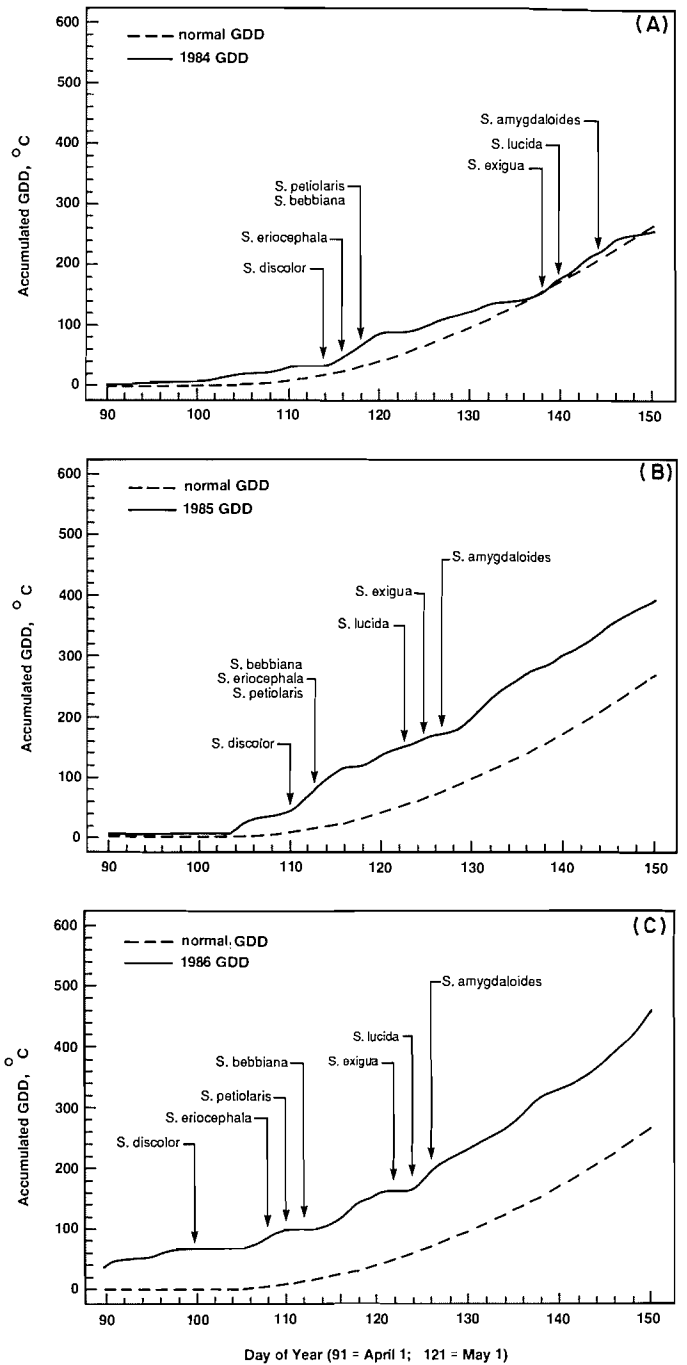 (A)
normal GDD
1984 GDD
600
500
400
300
200
100
0
Accumulated GDD, °C
S. amygdaloides
S. lucida
S. exigua
S. petiolaris
S. bebbiana
S. eriocephala
S. discolor
90 100 110 120 130 140 150
(B)
normal GDD
1985 GDD
600
500
400
300
200
100
0
Accumulated GDD, °C
S. amygdaloides
S. exigua
S. lucida
S. bebbiana
S. eriocephala
S. petiolaris
S. discolor
90 100 110 120 130 140 150
(C)
normal GDD
1986 GDD
600
500
400
300
200
100
0
Accumulated GDD, °C
S. amygdaloides
S. lucida
S. bebbiana
S. exigua
S. petiolaris
S. eriocephala
S. discolor
90 100 110 120 130 140 150
Day of Year (91 = April 1; 121 = May 1)